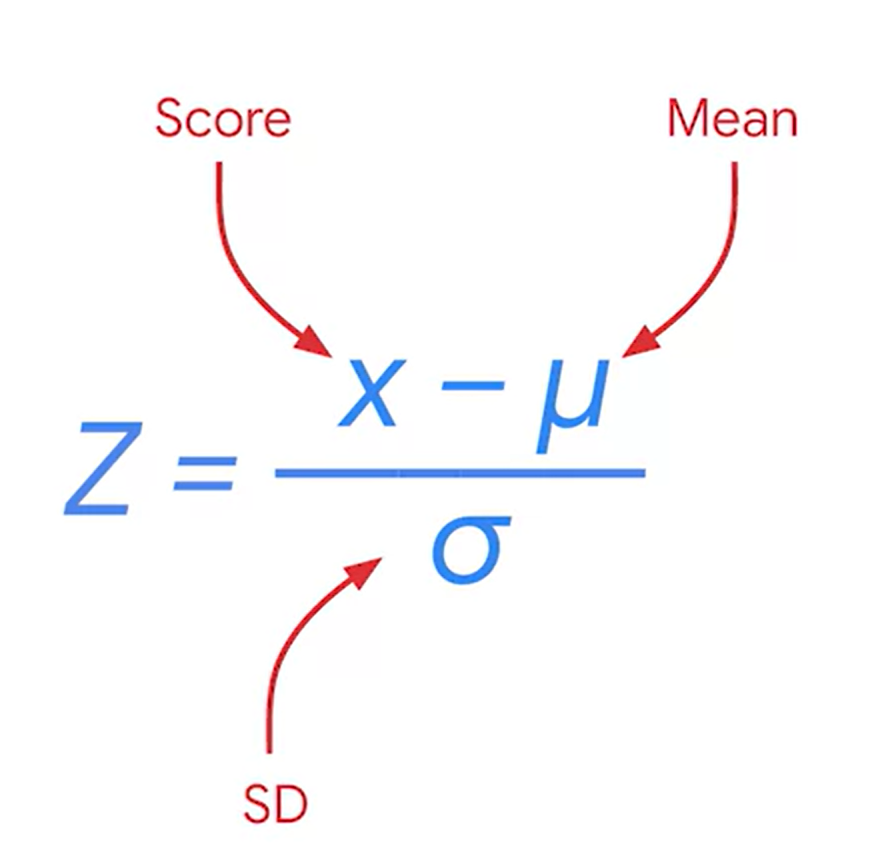 Score Mean
x − μ
Z =
σ
SD